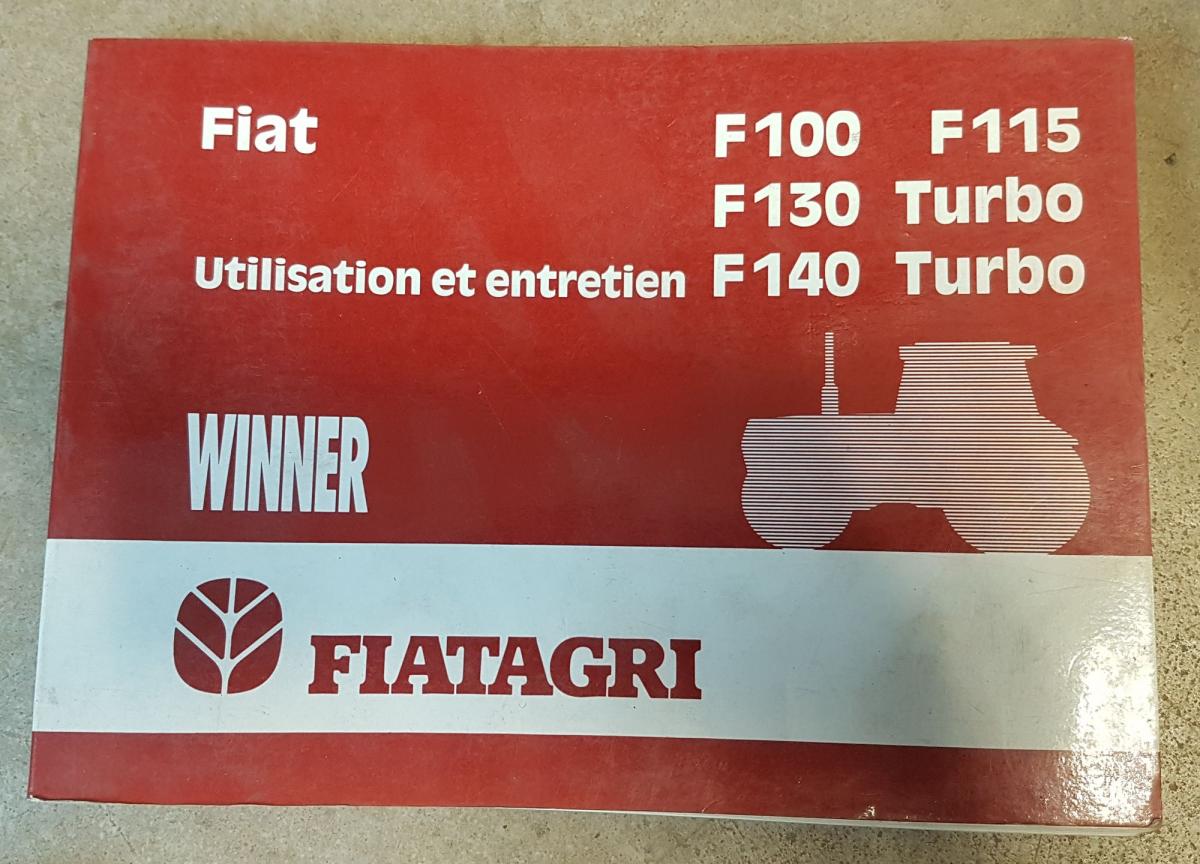 Fiat F100 F115
F130 Turbo
Utilisation et entretien F140 Turbo
WINNER
FIATAGRI